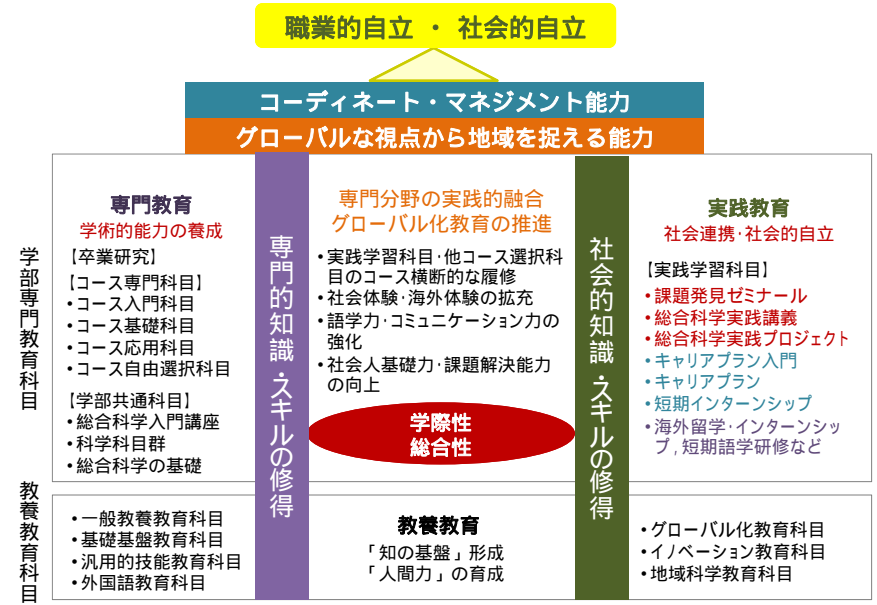 職業的自立 ・ 社会的自立
コーディネート・マネジメント能力
グローバルな視点から地域を捉える能力
学部専門教育科目
専門教育
学術的能力の養成
【卒業研究】
【コース専門科目】
•コース入門科目
•コース基礎科目
•コース応用科目
•コース自由選択科目
【学部共通科目】
•総合科学入門講座
•科学科目群
•総合科学の基礎
専門的知識・スキルの修得
専門分野の実践的融合
グローバル化教育の推進
•実践学習科目・他コース選択科
目のコース横断的な履修
•社会体験・海外体験の拡充
•語学力・コミュニケーション力の
強化
•社会人基礎力・課題解決能力
の向上
学際性
総合性
社会的知識・スキルの修得
実践教育
社会連携・社会的自立
【実践学習科目】
•課題発見ゼミナール
•総合科学実践講義
•総合科学実践プロジェクト
•キャリアプラン入門
•キャリアプラン
•短期インターンシップ
•海外留学・インターンシッ
プ,短期語学研修など
教養教育科目
•一般教養教育科目
•基礎基盤教育科目
•汎用的技能教育科目
•外国語教育科目
教養教育
「知の基盤」形成
「人間力」の育成
•グローバル化教育科目
•イノベーション教育科目
•地域科学教育科目